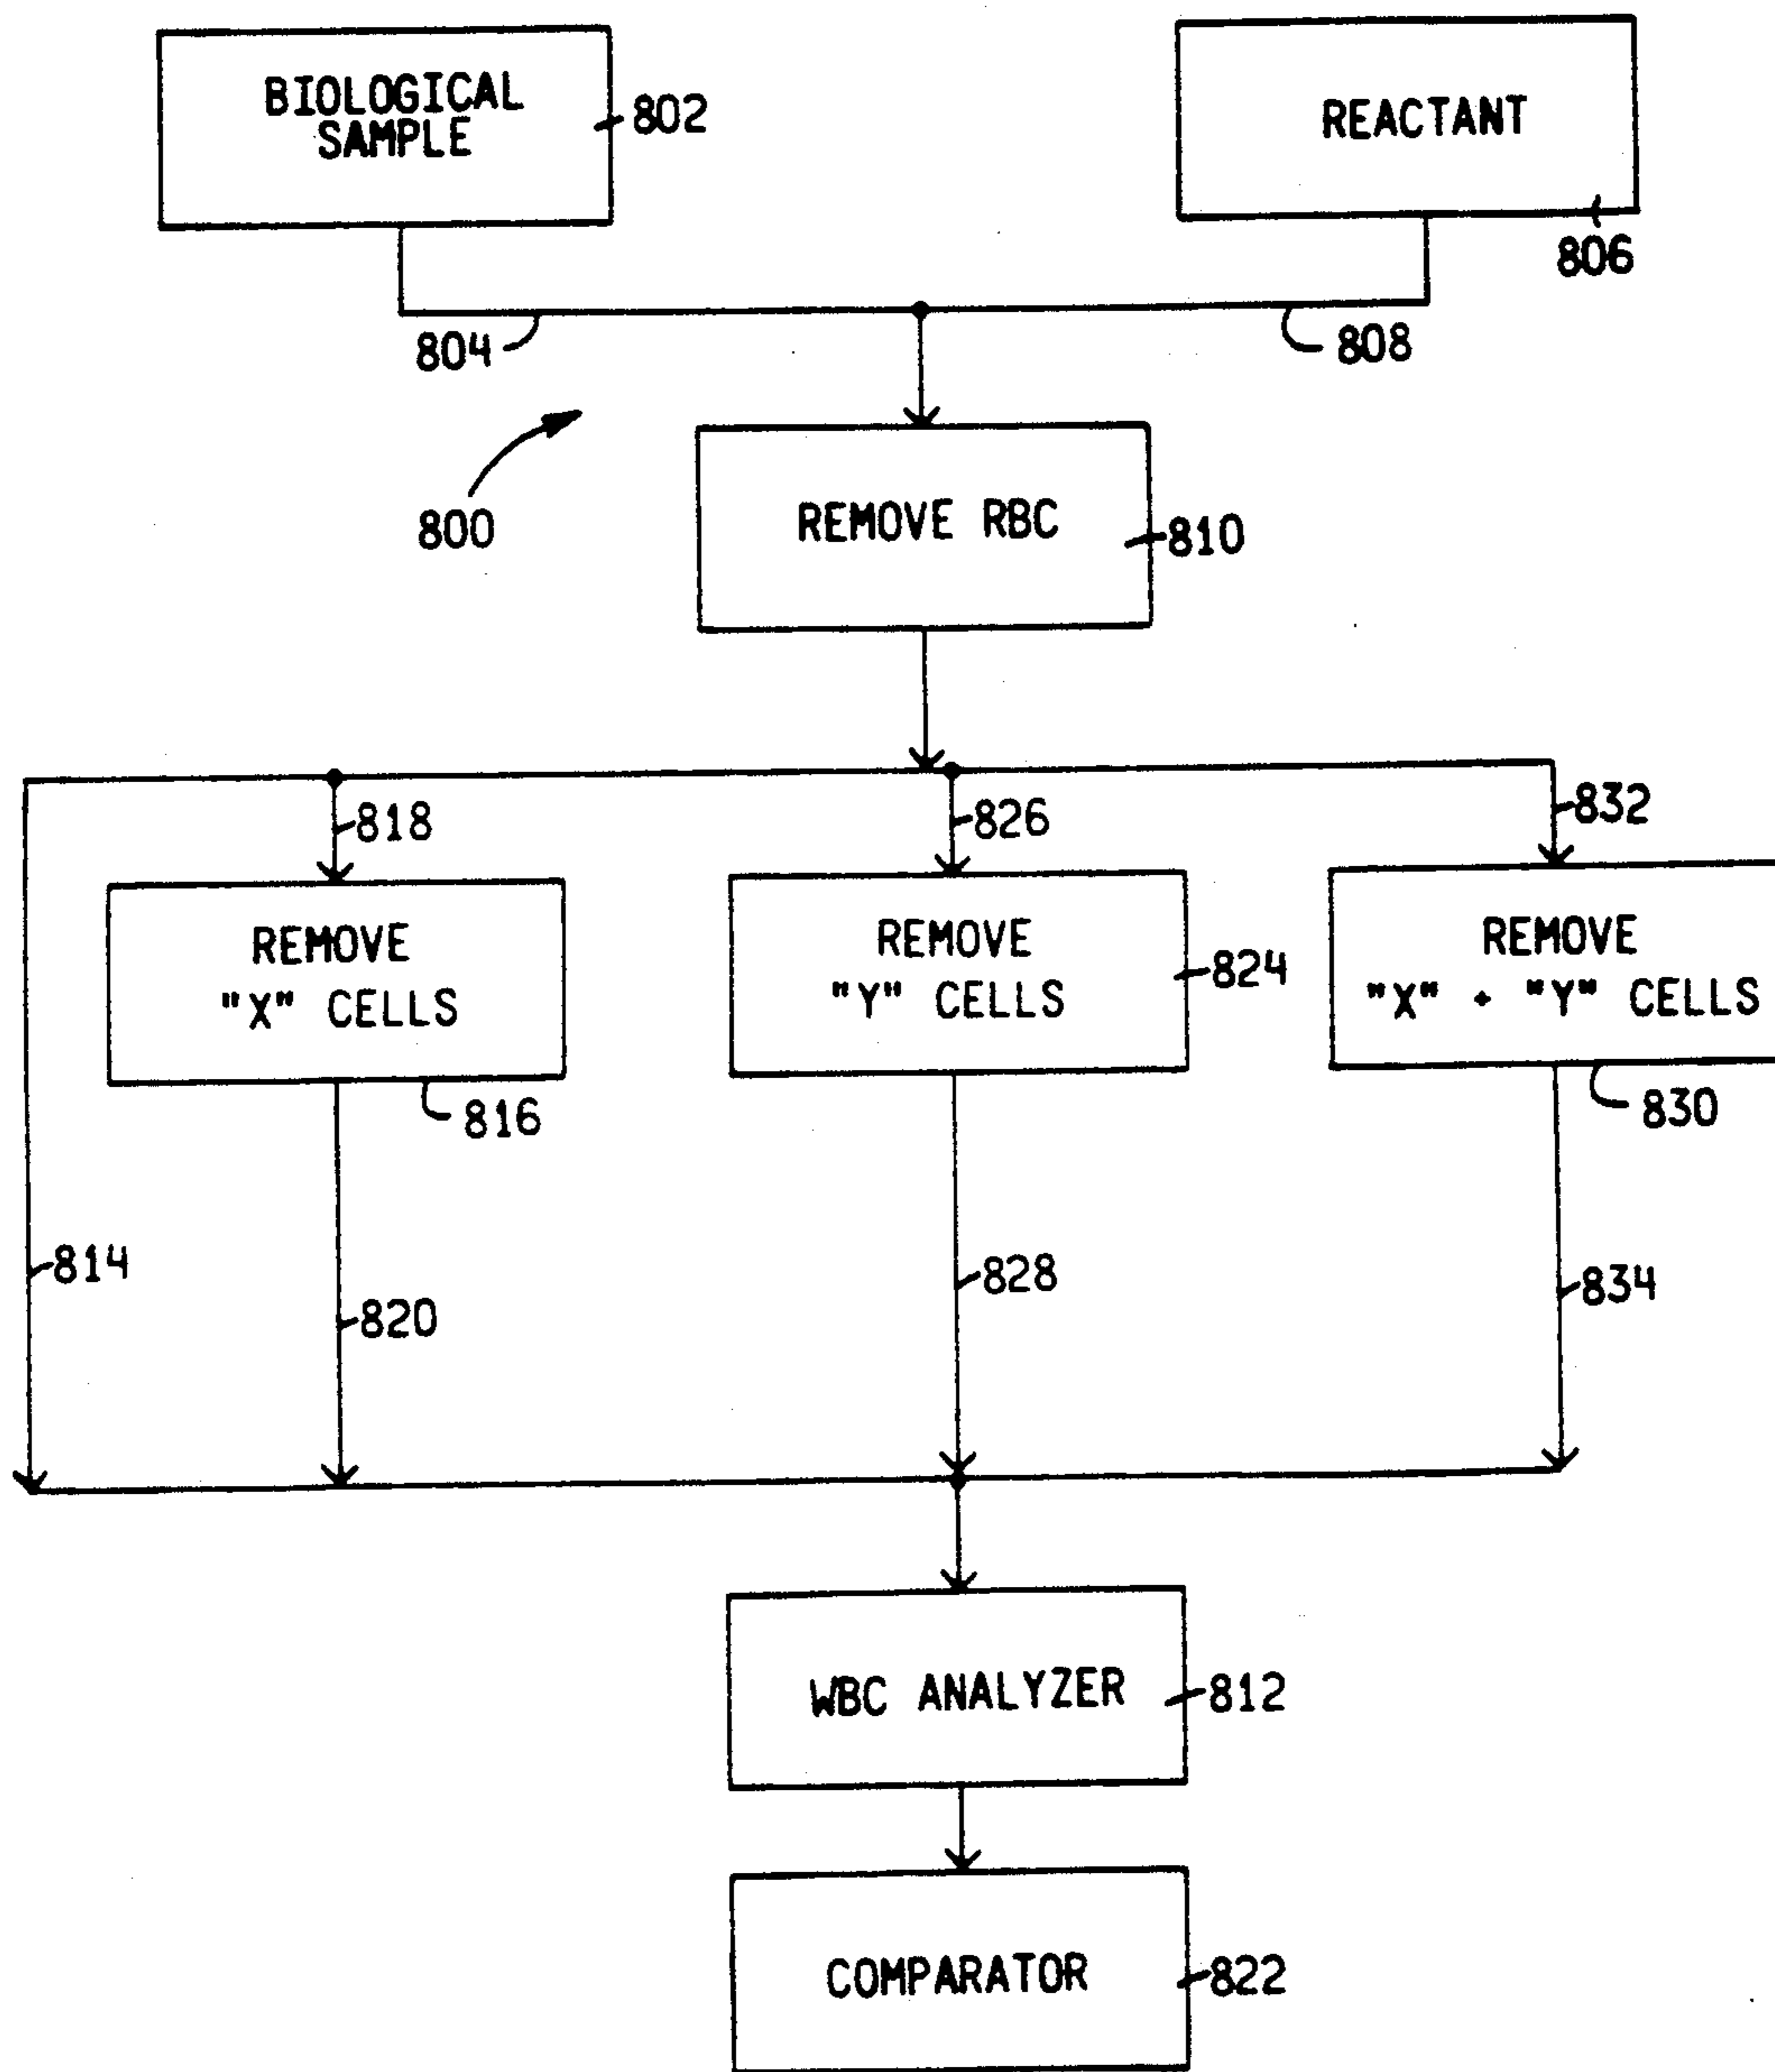 BIOLOGICAL
SAMPLE
802
REACTANT
806
804
808
800
REMOVE RBC
810
818
826
832
REMOVE
"X" CELLS
816
REMOVE
"Y" CELLS
824
REMOVE
"X" + "Y" CELLS
830
814
820
828
834
WBC ANALYZER
812
COMPARATOR
822